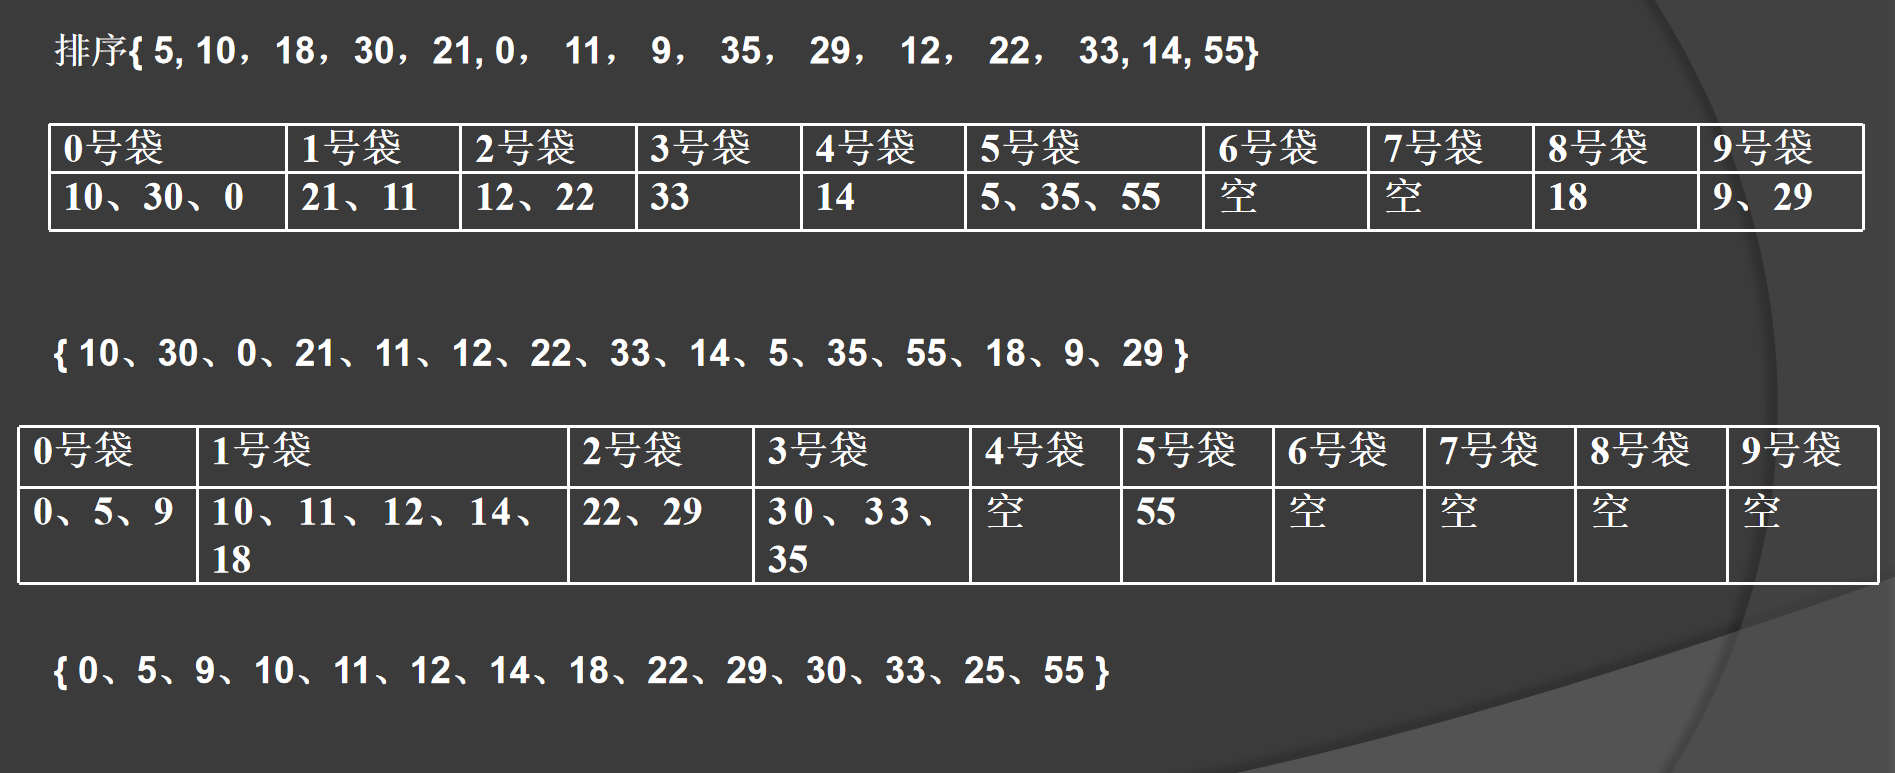 排序{ 5, 10，18，30，21, 0， 11， 9， 35， 29， 12， 22， 33, 14, 55}
0号袋 1号袋 2号袋 3号袋 4号袋 5号袋 6号袋 7号袋 8号袋 9号袋
10、30、0 21、11 12、22 33 14 5、35、55 空 空 18 9、29
{ 10、30、0、21、11、12、22、33、14、5、35、55、18、9、29 }
0号袋 1号袋 2号袋 3号袋 4号袋 5号袋 6号袋 7号袋 8号袋 9号袋
0、5、9 10、11、12、14、 22、29 30、33、 空 55 空 空 空 空
18 35
{ 0、5、9、10、11、12、14、18、22、29、30、33、25、55 }